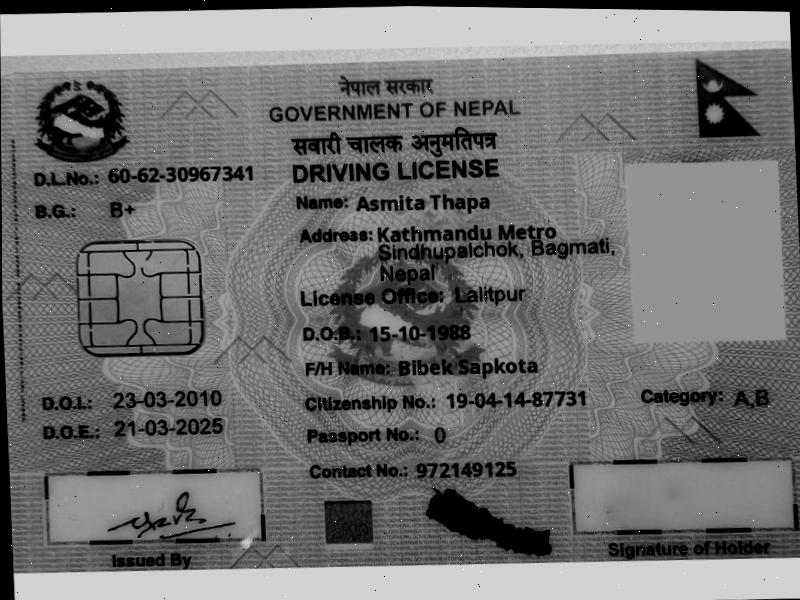 नेपाल सरकार
GOVERNMENT OF NEPAL
सवारी चालक अनुमतिपत्र
DRIVING LICENSE
D.L.No.: 60-62-30967341
B.G.: B+
Name: Asmita Thapa
Address: Kathmandu Metro
Sindhupalchok, Bagmati,
Nepal
License Office: Lalitpur
D.O.B.: 15-10-1988
F/H Name: Bibek Sapkota
D.O.I.: 23-03-2010
Citizenship No.: 19-04-14-87731
Category: A,B
D.O.E.: 21-03-2025
Passport No.: 0
Contact No.: 972149125
Issued By
Signature of Holder